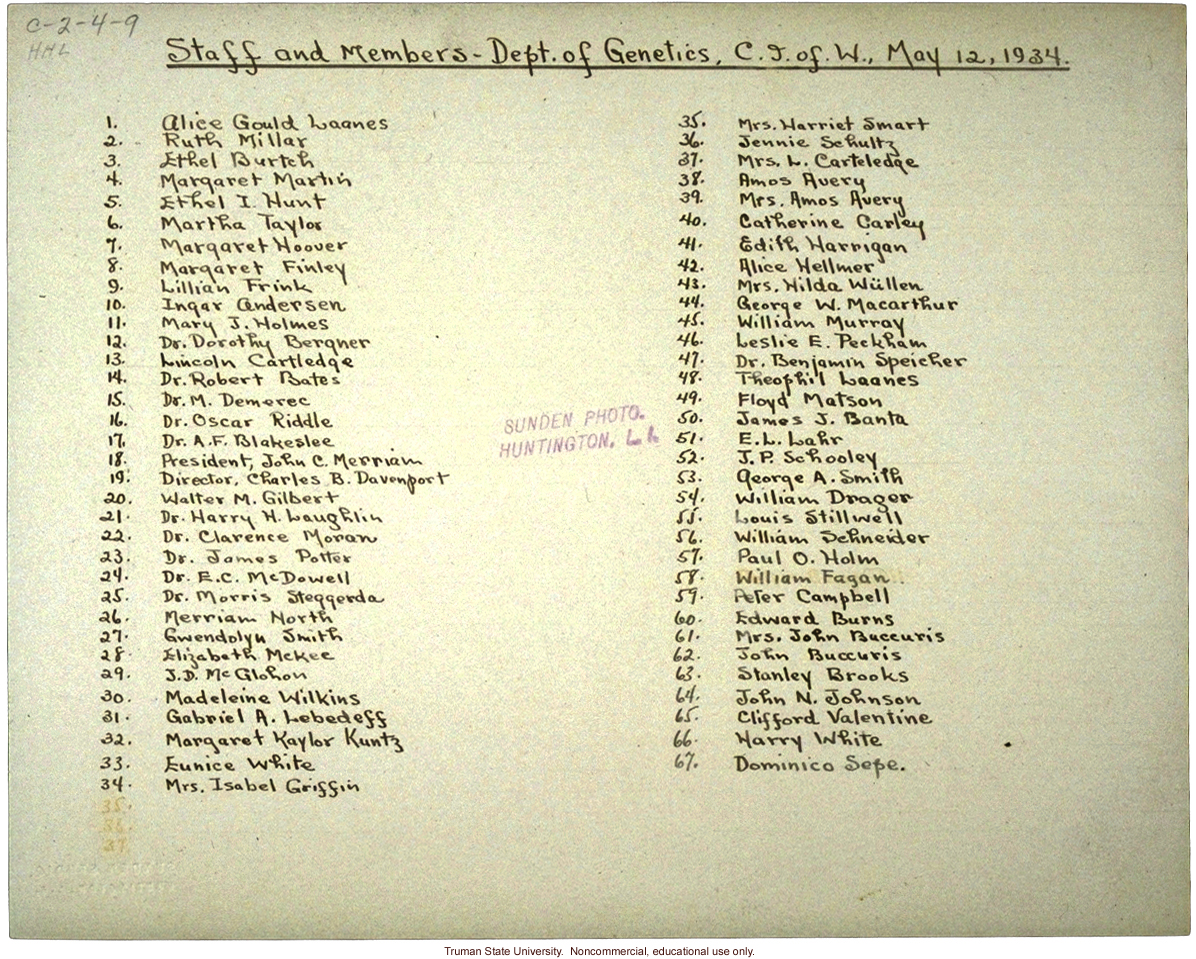 C-2-4-9
HHL
Staff and Members - Dept. of Genetics, C.I. of. W., May 12, 1934.
1. Alice Gould Laanes
2. Ruth Millar
3. Ethel Burtch
4. Margaret Martin
5. Ethel I. Hunt
6. Martha Taylor
7. Margaret Hoover
8. Margaret Finley
9. Lillian Frink
10. Ingar Andersen
11. Mary J. Holmes
12. Dr. Dorothy Bergner
13. Lincoln Cartledge
14. Dr. Robert Bates
15. Dr. M. Demerec
16. Dr. Oscar Riddle
17. Dr. A.F. Blakeslee
18. President, John C. Merriam
19. Director, Charles B. Davenport
20. Walter M. Gilbert
21. Dr. Harry H. Laughlin
22. Dr. Clarence Moran
23. Dr. James Potter
24. Dr. E.C. McDowell
25. Dr. Morris Steggerda
26. Merriam North
27. Gwendolyn Smith
28. Elizabeth McKee
29. J.D. McGlohon
30. Madeleine Wilkins
31. Gabriel A. Lebedeff
32. Margaret Kaylor Kuntz
33. Eunice White
34. Mrs. Isabel Griffin
35.
36.
37.
35. Mrs. Harriet Smart
36. Jennie Schultz
37. Mrs. L. Carteledge
38. Amos Avery
39. Mrs. Amos Avery
40. Catherine Carley
41. Edith Harrigan
42. Alice Hellmer
43. Mrs. Hilda Wüllen
44. George W. Macarthur
45. William Murray
46. Leslie E. Peckham
47. Dr. Benjamin Speicher
48. Theophil Laanes
49. Floyd Matson
50. James J. Banta
51. E.L. Lahr
52. J.P. Schooley
53. George A. Smith
54. William Drager
55. Louis Stillwell
56. William Schneider
57. Paul O. Holm
58. William Fagan
59. Peter Campbell
60. Edward Burns
61. Mrs. John Buccuris
62. John Buccuris
63. Stanley Brooks
64. John N. Johnson
65. Clifford Valentine
66. Harry White
67. Dominico Sepe.
SUNDEN PHOTO.
HUNTINGTON, L.I.
Truman State University. Noncommercial, educational use only.